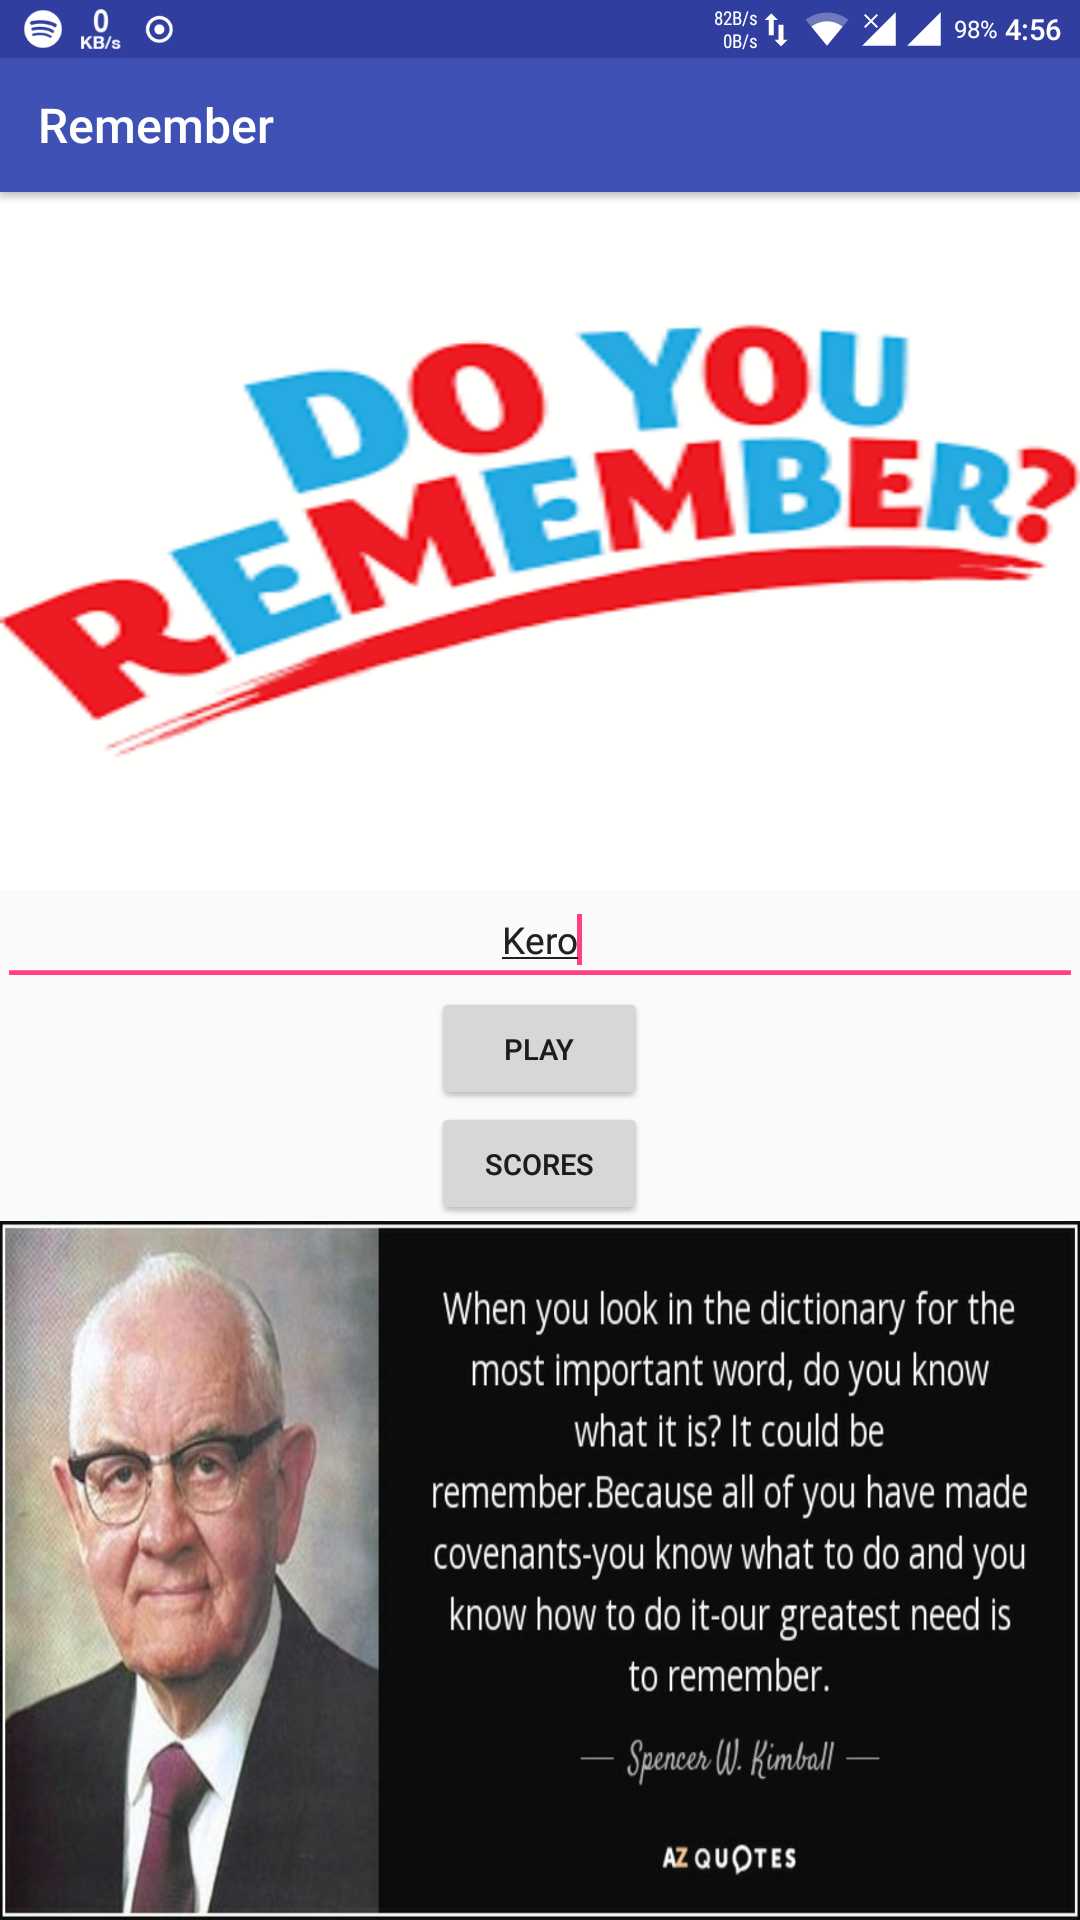 0
KB/s
82B/s
0B/s
98% 4:56
Remember
DO YOU
REMEMBER?
Kero
PLAY
SCORES
When you look in the dictionary for the
most important word, do you know
what it is? It could be
remember.Because all of you have made
covenants-you know what to do and you
know how to do it-our greatest need is
to remember.
— Spencer W. Kimball —
AZ QUOTES